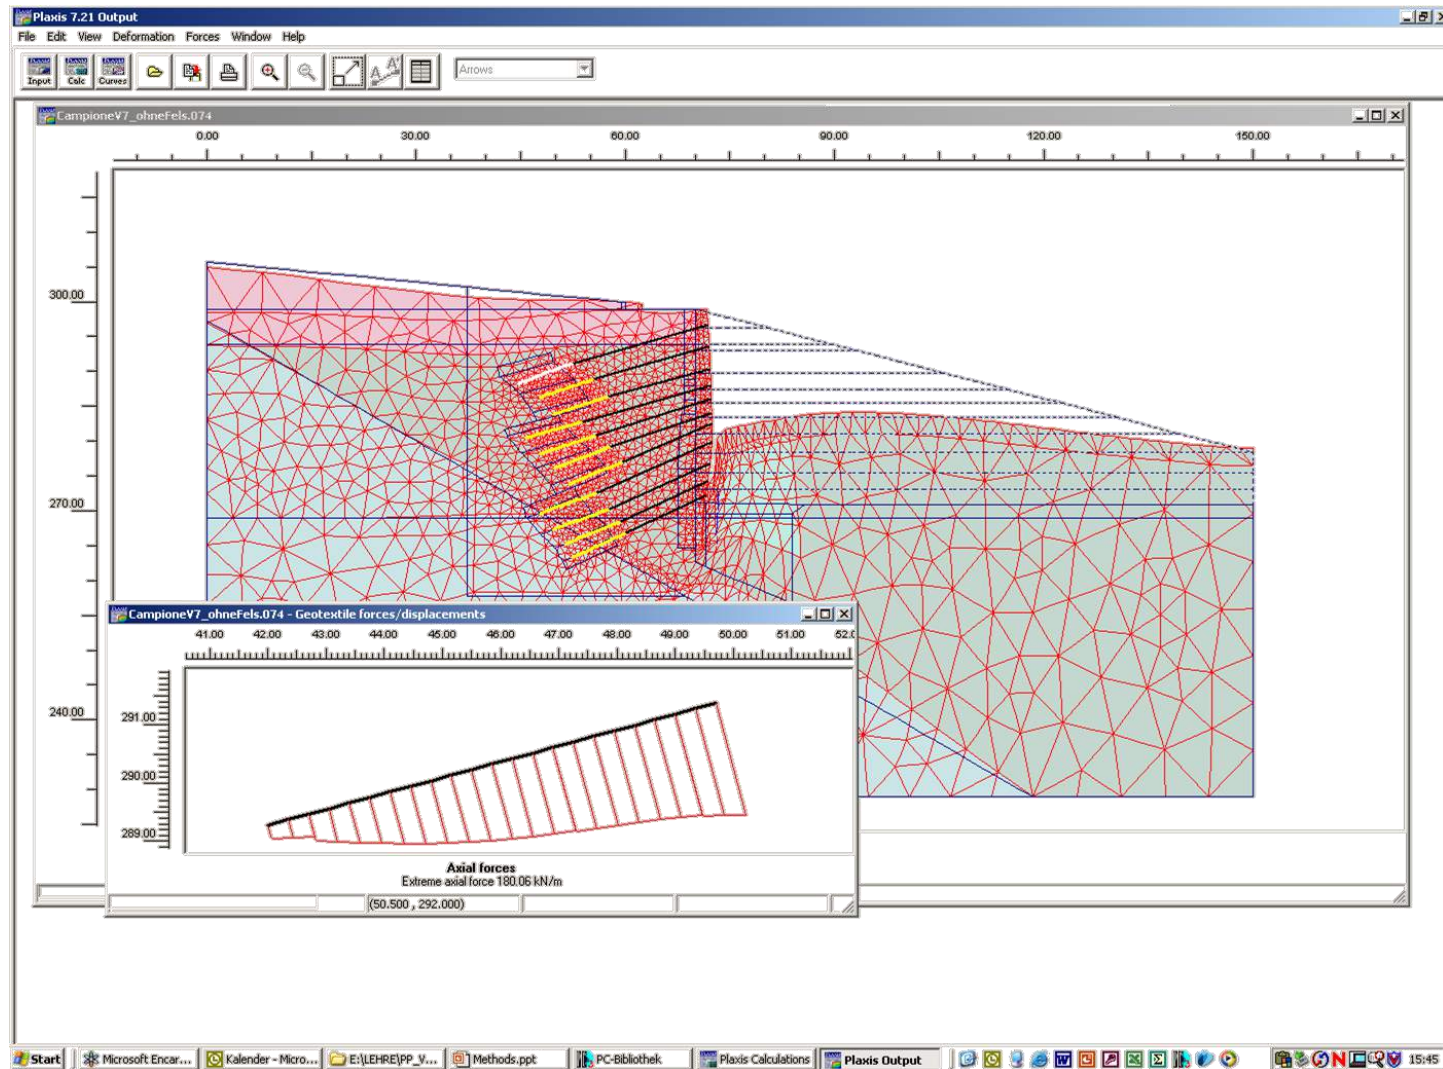 Plaxis 7.21 Output
File Edit View Deformation Forces Window Help
Input Calc Curves Arrows
CampioneV7_ohneFels.074
0.00 30.00 60.00 90.00 120.00 150.00
300.00
270.00
240.00
CampioneV7_ohneFels.074 - Geotextile forces/displacements
41.00 42.00 43.00 44.00 45.00 46.00 47.00 48.00 49.00 50.00 51.00
291.00
290.00
289.00
Axial forces
Extreme axial force 180.06 kN/m
(50.500 , 292.000)
Start Microsoft Encar... Kalender - Micro... E:\LEHRE\PP_V... Methods.ppt PC-Bibliothek Plaxis Calculations Plaxis Output 15:45